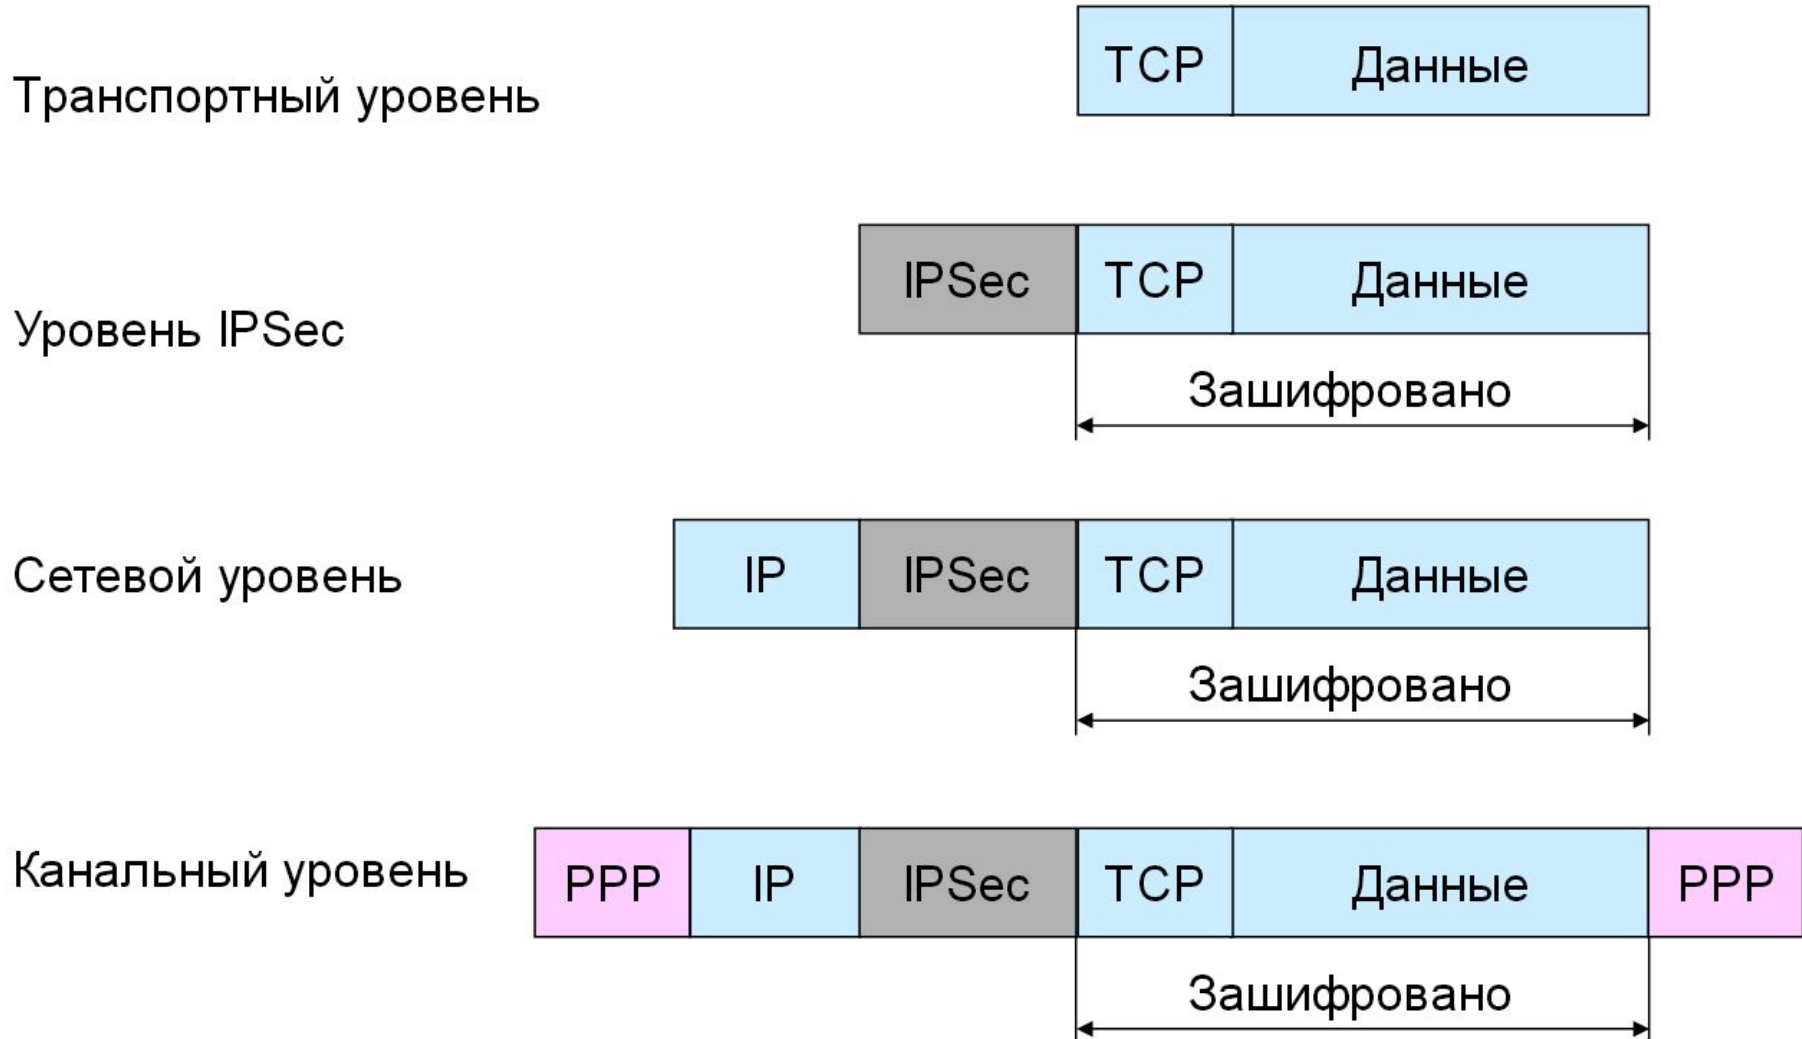 Транспортный уровень
TCP Данные
Уровень IPSec
IPSec TCP Данные
Зашифровано
Сетевой уровень
IP IPSec TCP Данные
Зашифровано
Канальный уровень
PPP IP IPSec TCP Данные PPP
Зашифровано